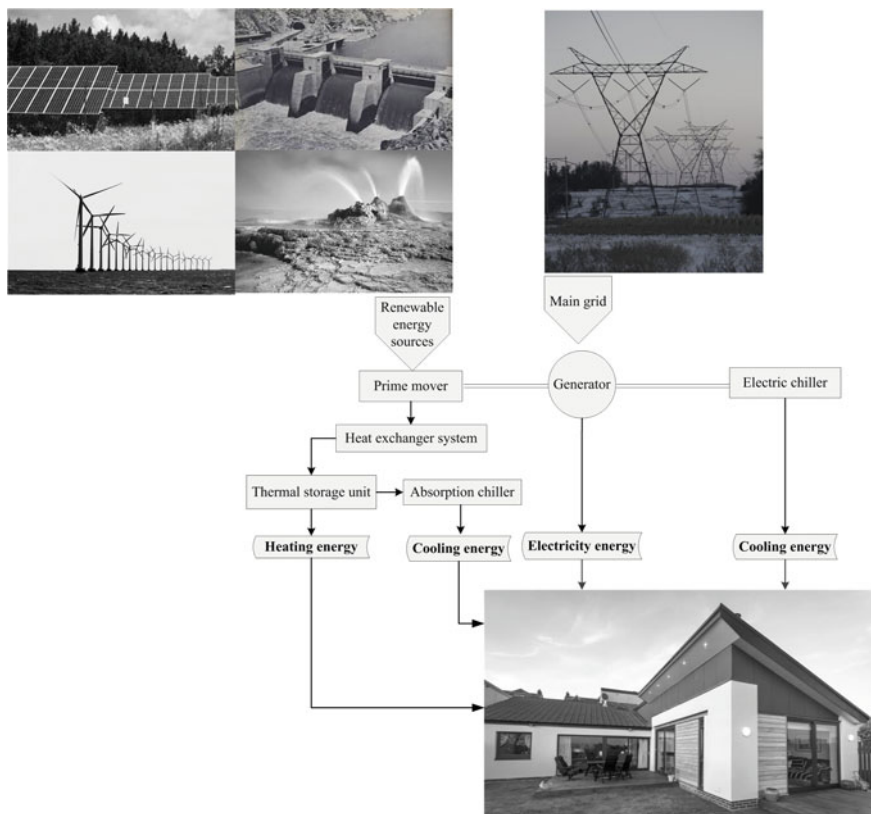 Renewable
energy
sources
Main grid
Prime mover
Generator
Electric chiller
Heat exchanger system
Thermal storage unit
Absorption chiller
Heating energy
Cooling energy
Electricity energy
Cooling energy